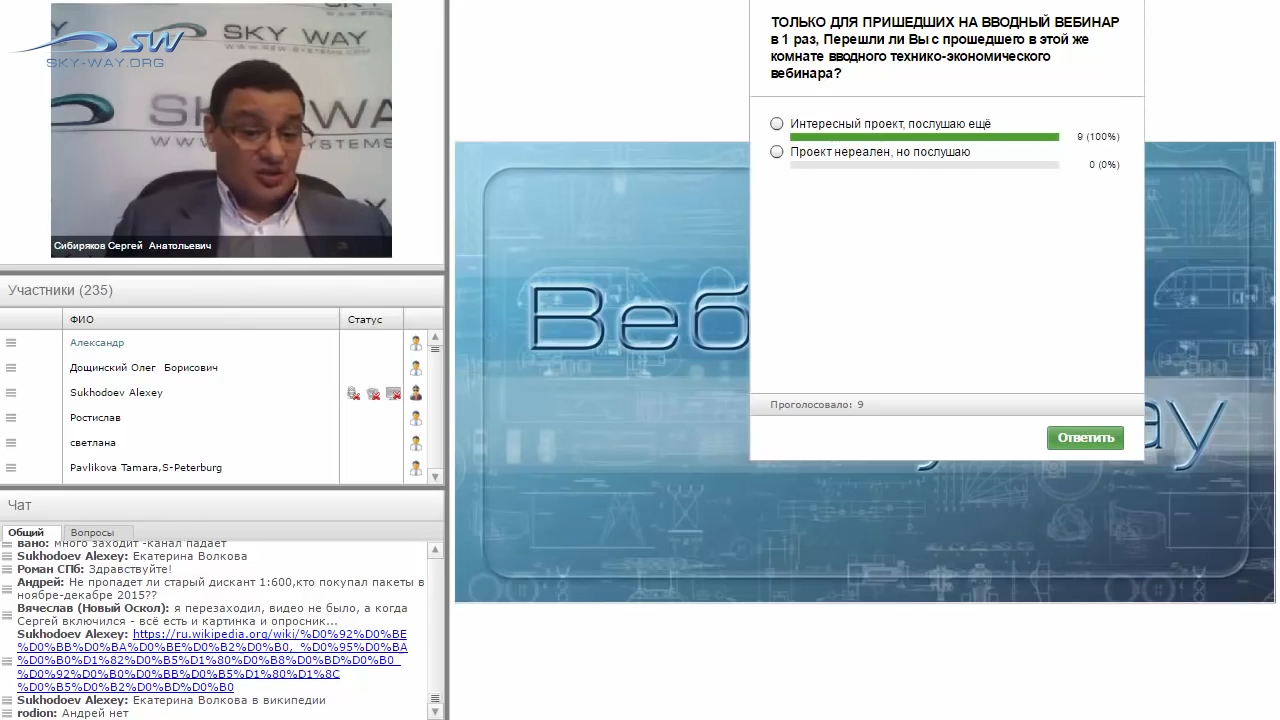 SW
SKY-WAY.ORG
SKY WAY
WWW.RSW-SYSTEMS.COM
SKY WAY
Сибиряков Сергей Анатольевич
Участники (235)
ФИО
Статус
Александр
Дощинский Олег Борисович
Sukhodoev Alexey
Ростислав
светлана
Pavlikova Tamara,S-Peterburg
Чат
Общий
Вопросы
вано: много заходит -канал падает
Sukhodoev Alexey: Екатерина Волкова
Роман СПб: Здравствуйте!
Андрей: Не пропадет ли старый дискант 1:600,кто покупал пакеты в
ноябре-декабре 2015??
Вячеслав (Новый Оскол): я перезаходил, видео не было, а когда
Сергей включился - всё есть и картинка и опросник...
Sukhodoev Alexey: https://ru.wikipedia.org/wiki/%D0%92%D0%BE
%D0%BB%D0%BA%D0%BE%D0%B2%D0%B0,_%D0%95%D0%BA
%D0%B0%D1%82%D0%B5%D1%80%D0%B8%D0%BD%D0%B0_
%D0%92%D0%B0%D0%BB%D0%B5%D1%80%D1%8C
%D0%B5%D0%B2%D0%BD%D0%B0
Sukhodoev Alexey: Екатерина Волкова в википедии
rodion: Андрей нет
ТОЛЬКО ДЛЯ ПРИШЕДШИХ НА ВВОДНЫЙ ВЕБИНАР
в 1 раз, Перешли ли Вы с прошедшего в этой же
комнате вводного технико-экономического
вебинара?
Интересный проект, послушаю ещё
9 (100%)
Проект нереален, но послушаю
0 (0%)
Проголосовало: 9
Ответить
Веб
ay